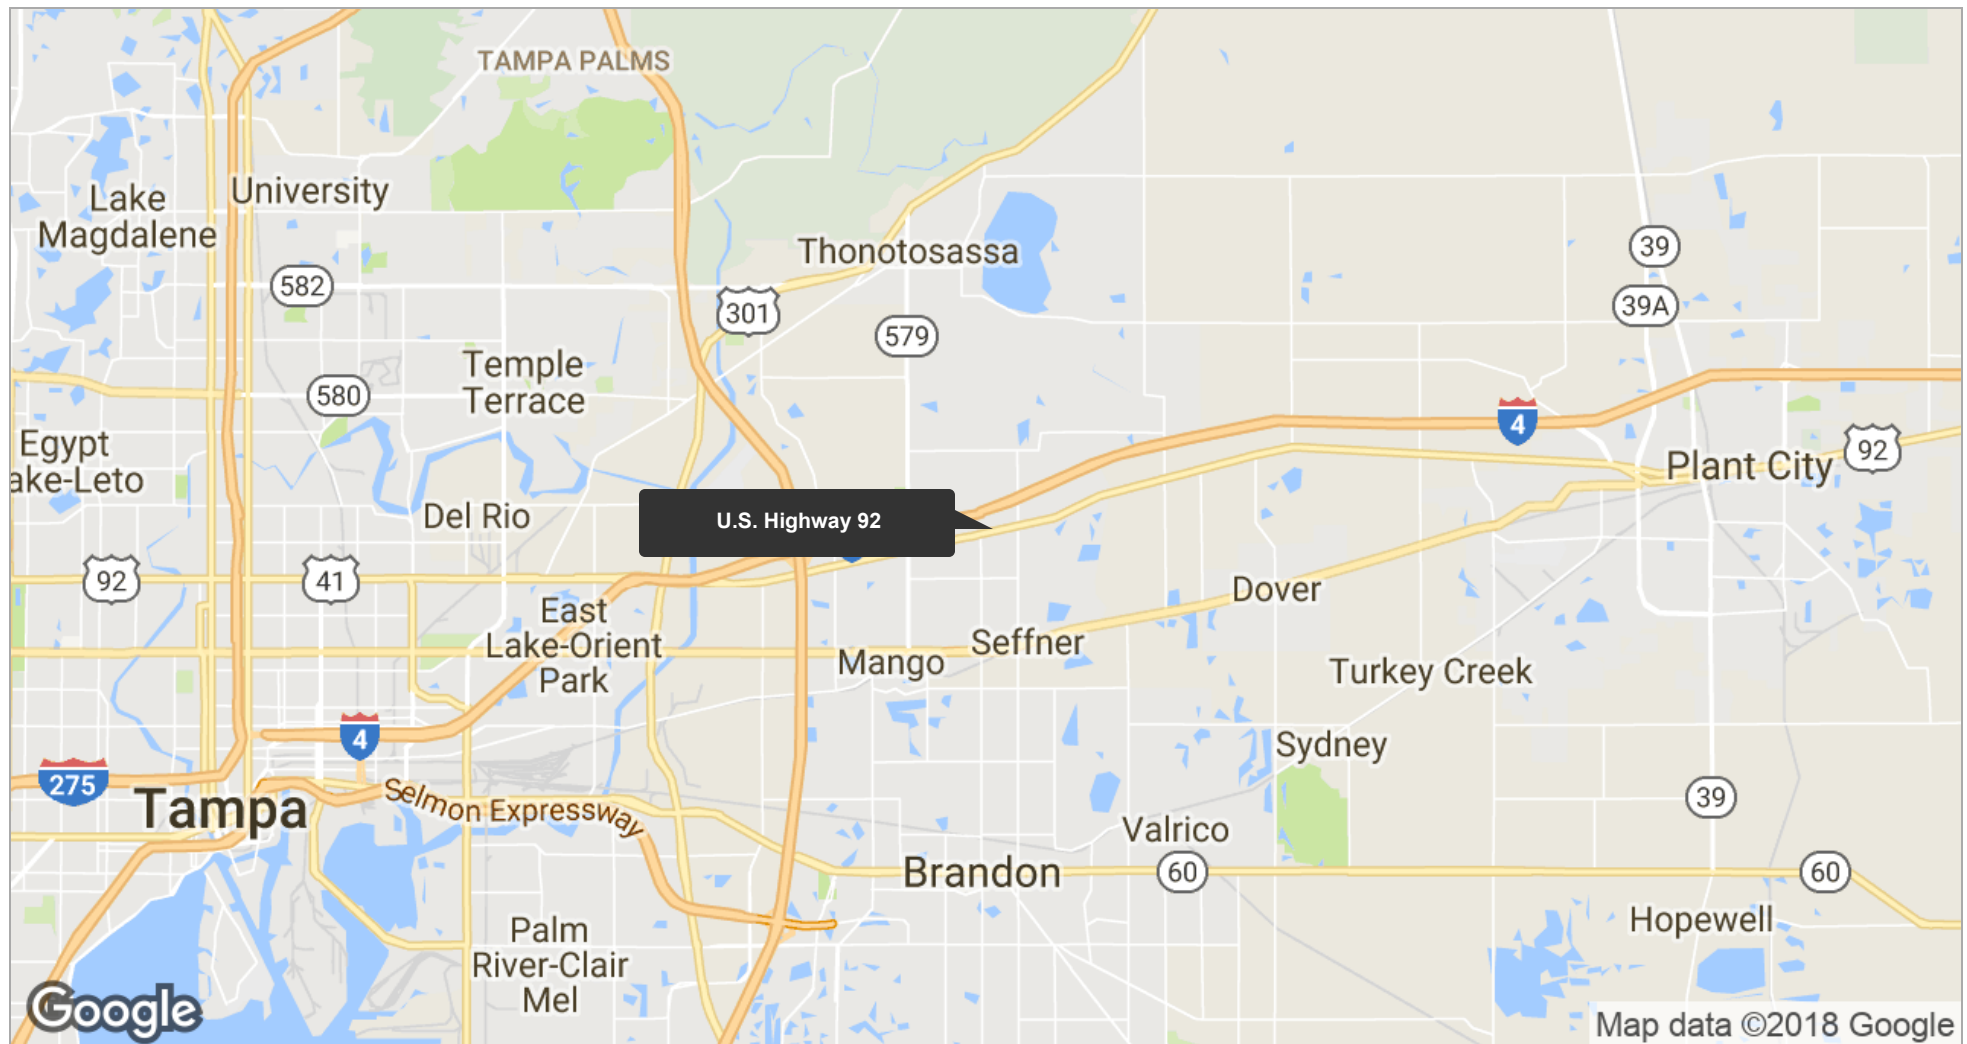 TAMPA PALMS
Lake
Magdalene
University
Thonotosassa
39
582
39A
301
579
Temple
Terrace
580
4
Egypt
ake-Leto
Plant City
92
Del Rio
U.S. Highway 92
92
41
Dover
East
Lake-Orient
Park
Seffner
Mango
Turkey Creek
4
Sydney
275
Tampa
Selmon Expressway
39
Valrico
Brandon
60
60
Hopewell
Palm
River-Clair
Mel
Google
Map data ©2018 Google